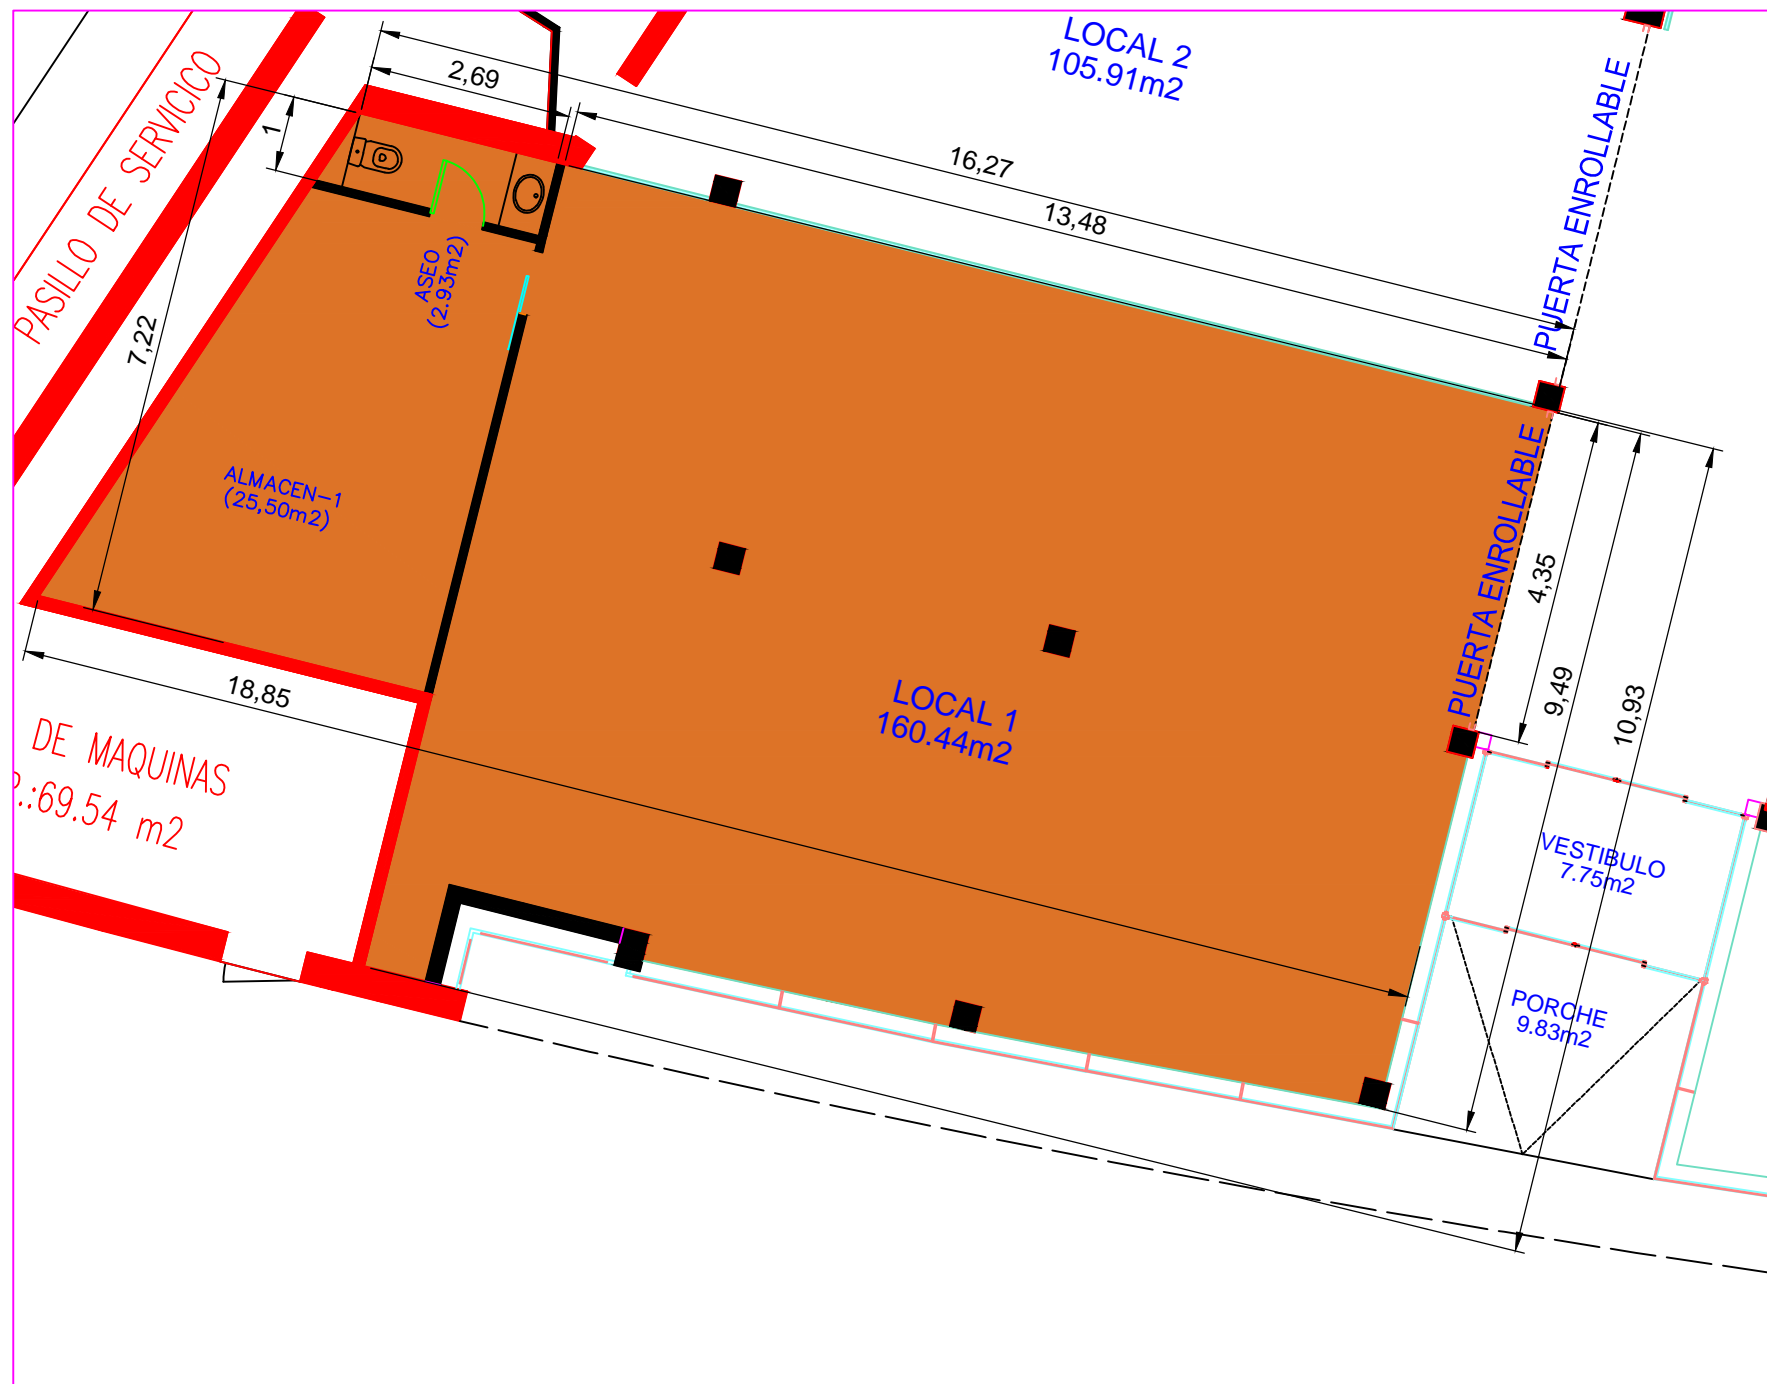 LOCAL 2
105.91m2
PUERTA ENROLLABLE
PASILLO DE SERVICICO
2,69
1
16,27
13,48
7,22
ASEO
(2.93m2)
ALMACEN-1
(25,50m2)
PUERTA ENROLLABLE
4,35
9,49
10,93
18,85
LOCAL 1
160.44m2
DE MAQUINAS
.:69.54 m2
VESTIBULO
7.75m2
PORCHE
9.83m2